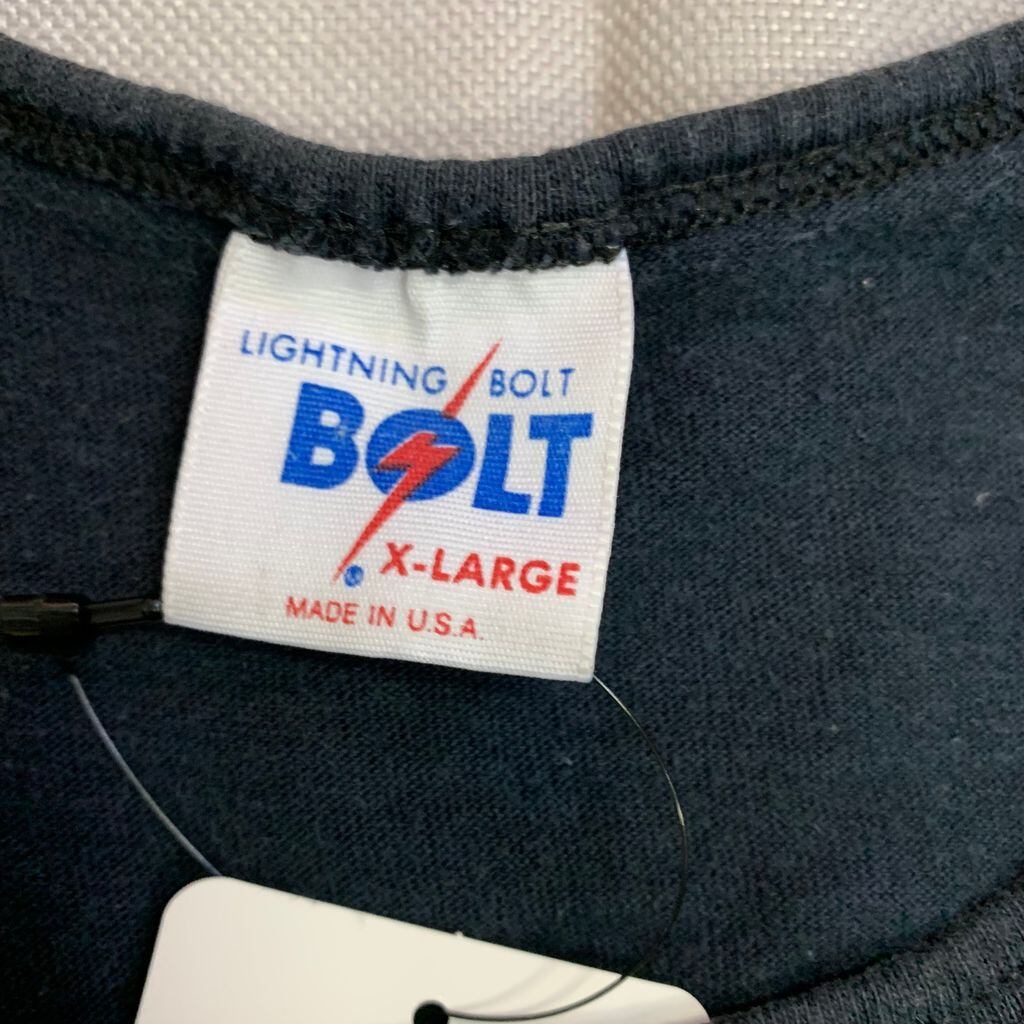 LIGHTNING BOLT
BOLT
®
X-LARGE
MADE IN U.S.A.